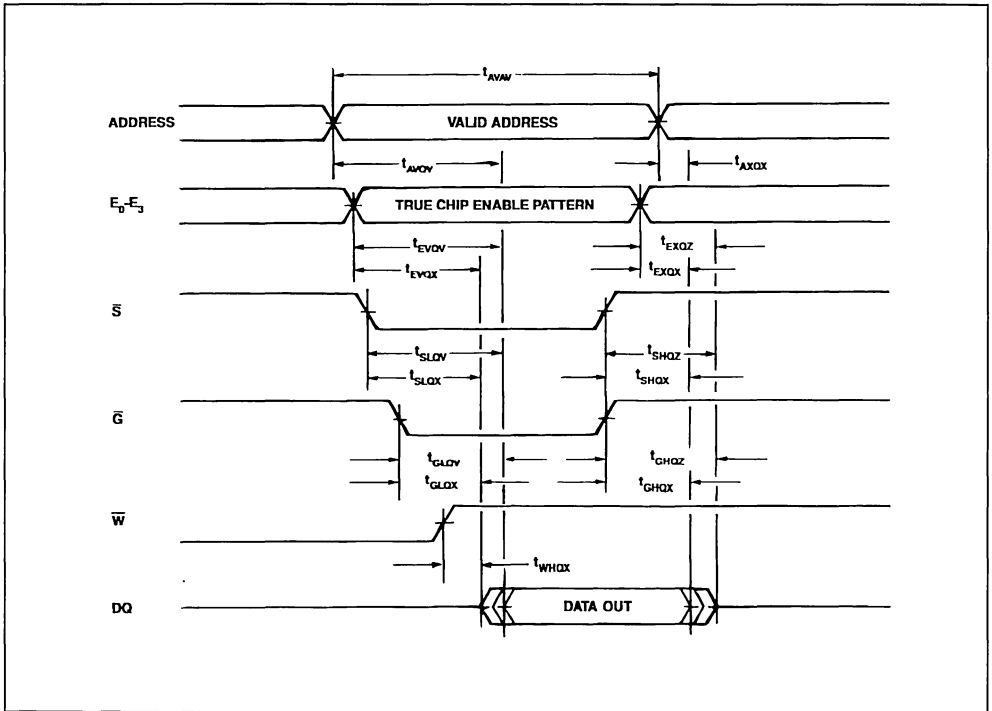 tAVAV
ADDRESS VALID ADDRESS
tAVQV tAXQX
E0-E3 TRUE CHIP ENABLE PATTERN
tEVQV tEXQZ
tEVQX tEXQX
S̅
tSLQV tSHQZ
tSLQX tSHQX
G̅
tGLQV tGHQZ
tGLQX tGHQX
W̅
tWHQX
DQ DATA OUT